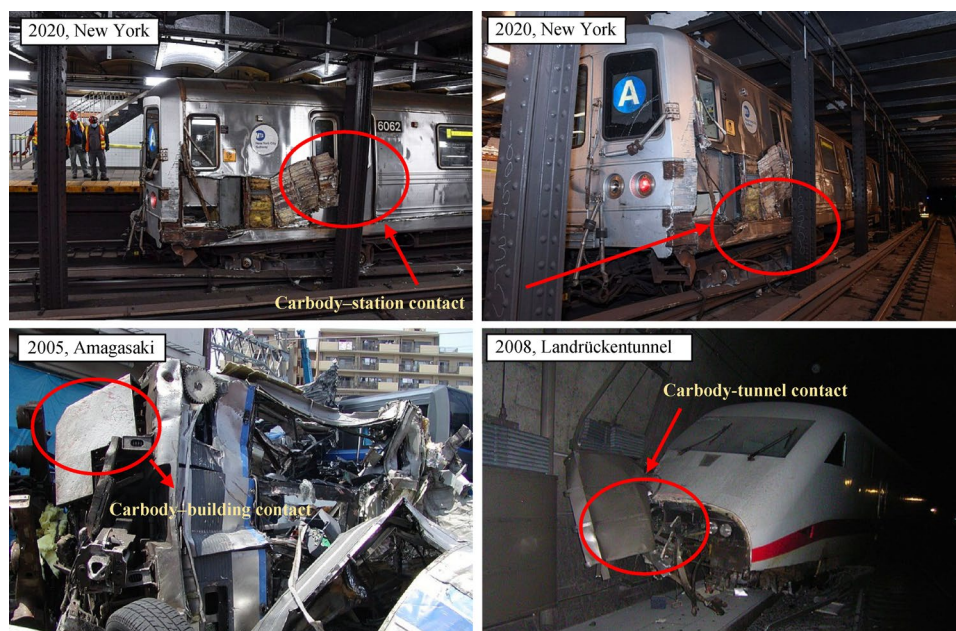 2020, New York
6062
Carbody–station contact
2020, New York
A
2005, Amagasaki
Carbody–building contact
2008, Landrückentunnel
Carbody-tunnel contact